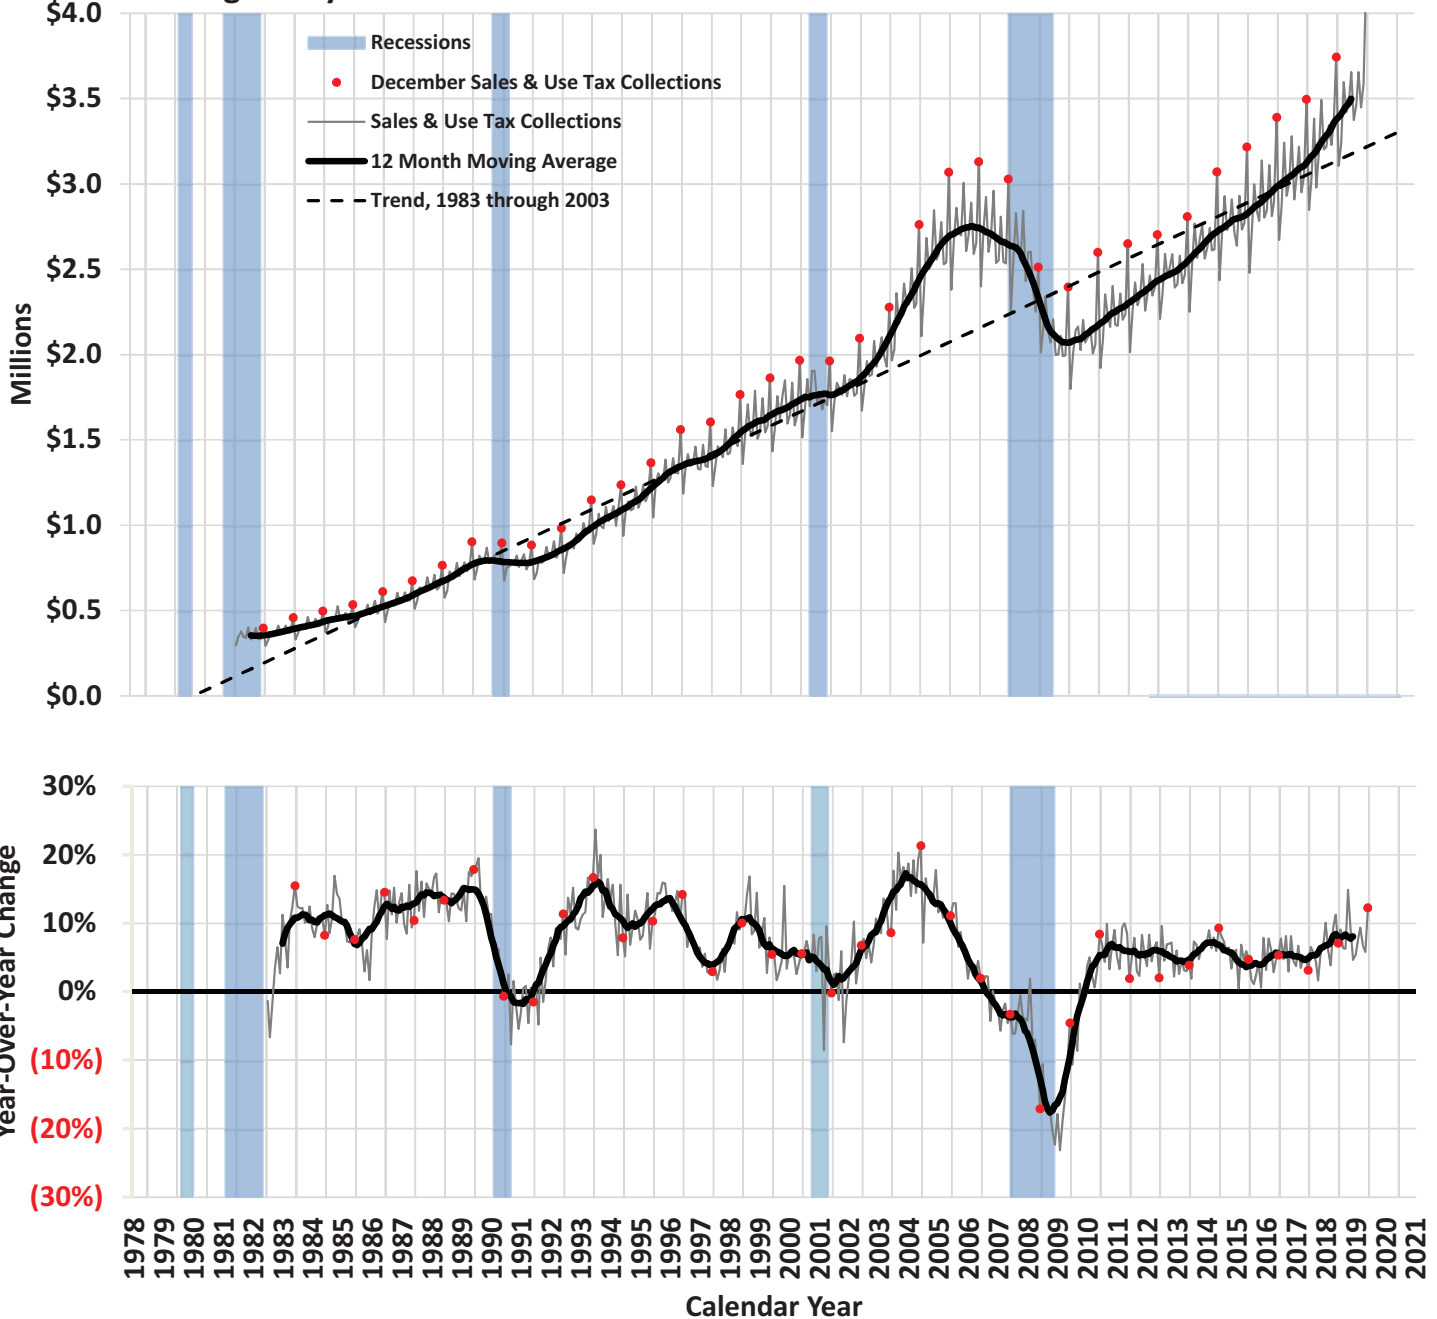 $4.0
Recessions
December Sales & Use Tax Collections
$3.5
Sales & Use Tax Collections
12 Month Moving Average
$3.0
Trend, 1983 through 2003
$2.5
Millions
$2.0
$1.5
$1.0
$0.5
$0.0
30%
20%
10%
0%
(10%)
(20%)
(30%)
Year-Over-Year Change
1978 1979 1980 1981 1982 1983 1984 1985 1986 1987 1988 1989 1990 1991 1992 1993 1994 1995 1996 1997 1998 1999 2000 2001 2002 2003 2004 2005 2006 2007 2008 2009 2010 2011 2012 2013 2014 2015 2016 2017 2018 2019 2020 2021
Calendar Year